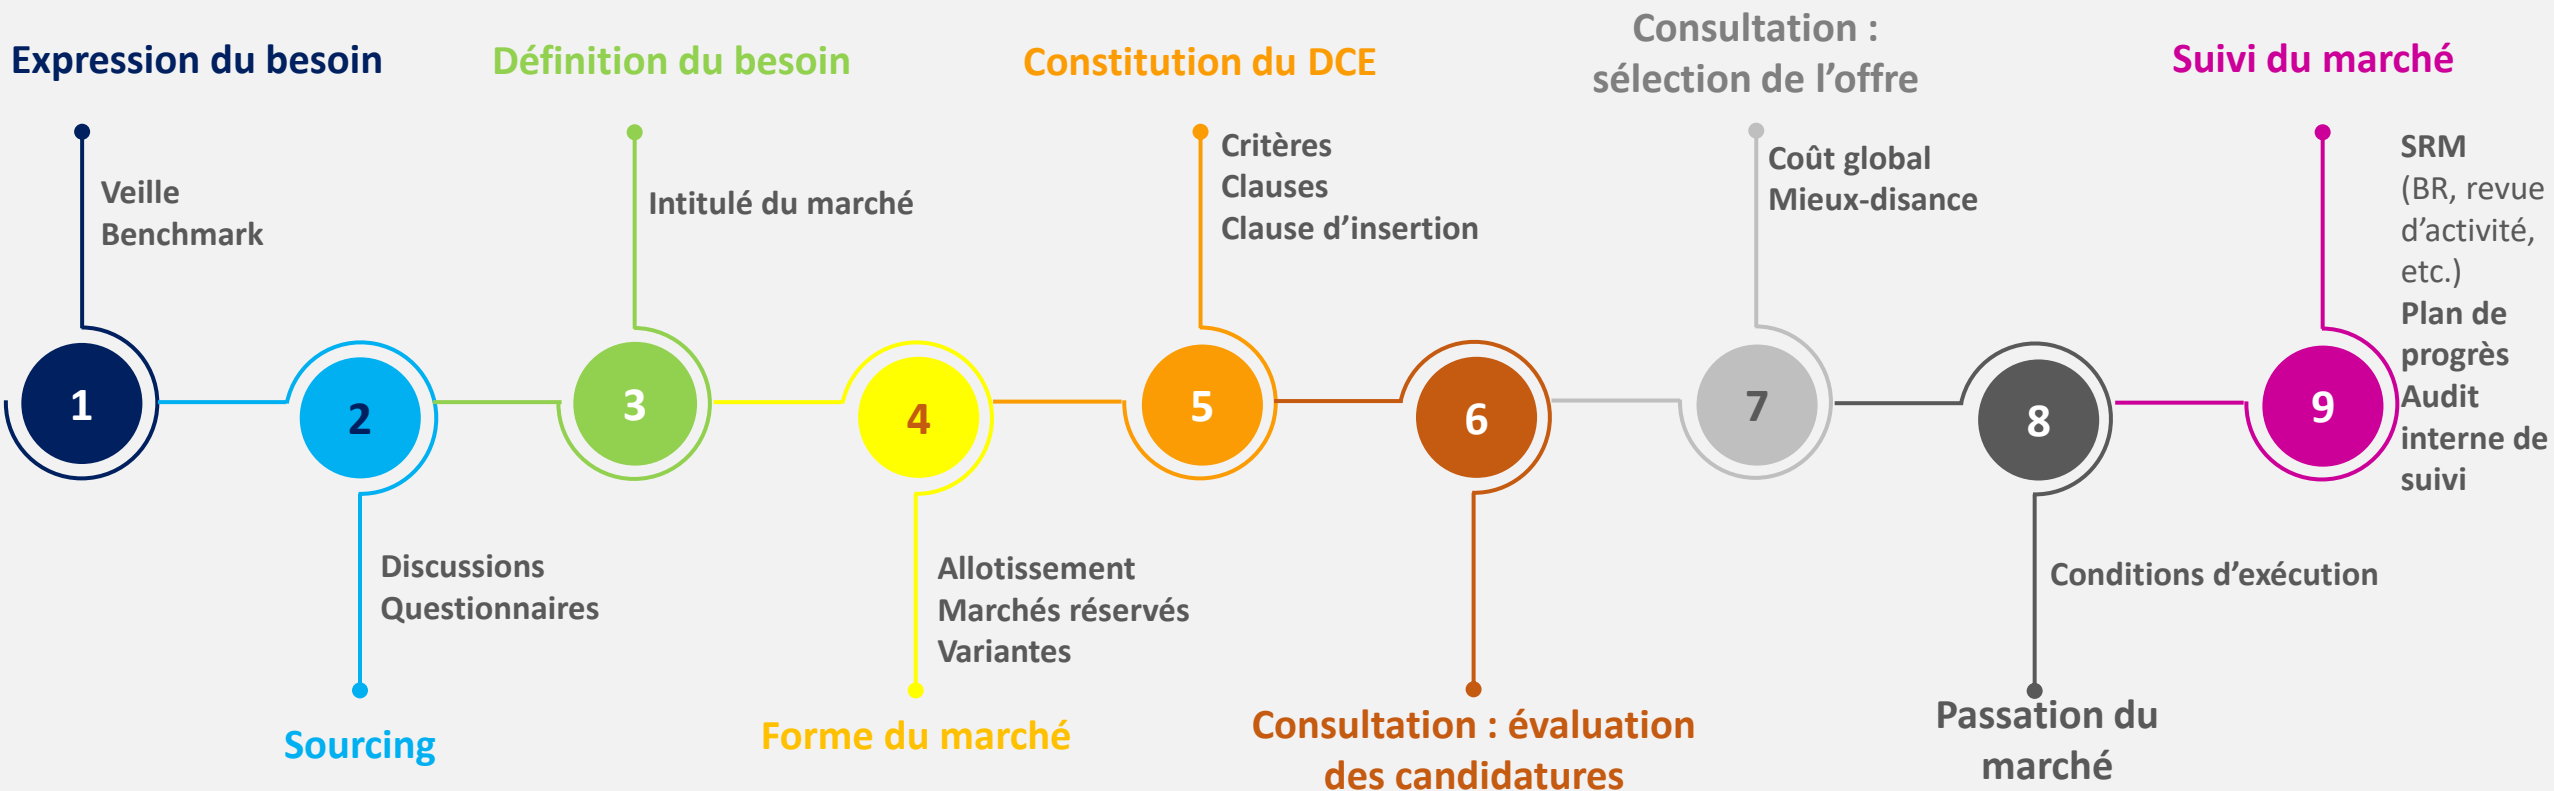 Expression du besoin
Veille
Benchmark
1
2
Discussions
Questionnaires
Sourcing
Définition du besoin
Intitulé du marché
3
4
Allotissement
Marchés réservés
Variantes
Forme du marché
Constitution du DCE
Critères
Clauses
Clause d’insertion
5
6
Consultation : évaluation
des candidatures
Consultation :
sélection de l’offre
Coût global
Mieux-disance
7
8
Conditions d’exécution
Passation du
marché
Suivi du marché
9
SRM
(BR, revue
d’activité,
etc.)
Plan de
progrès
Audit
interne de
suivi